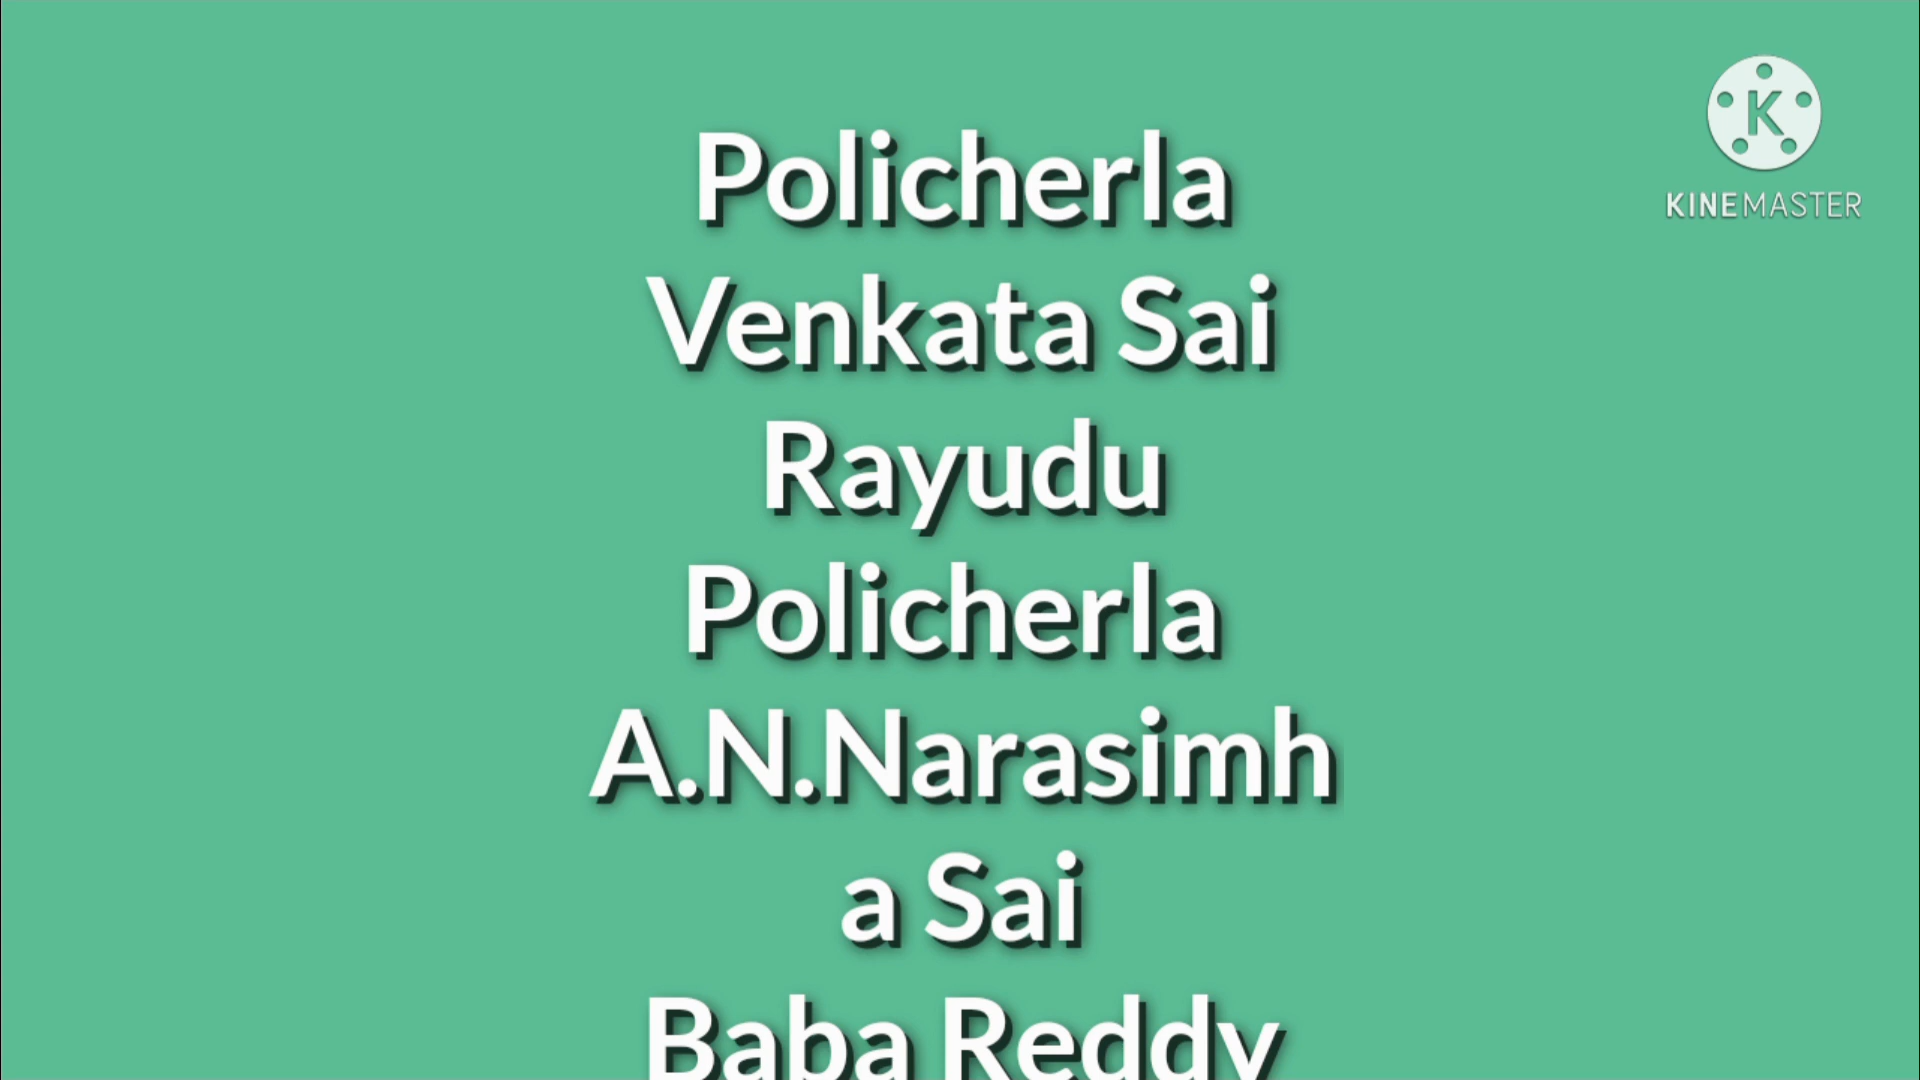 Policherla
Venkata Sai
Rayudu
Policherla
A.N.Narasimh
a Sai
Baba Reddy
K
KINEMASTER